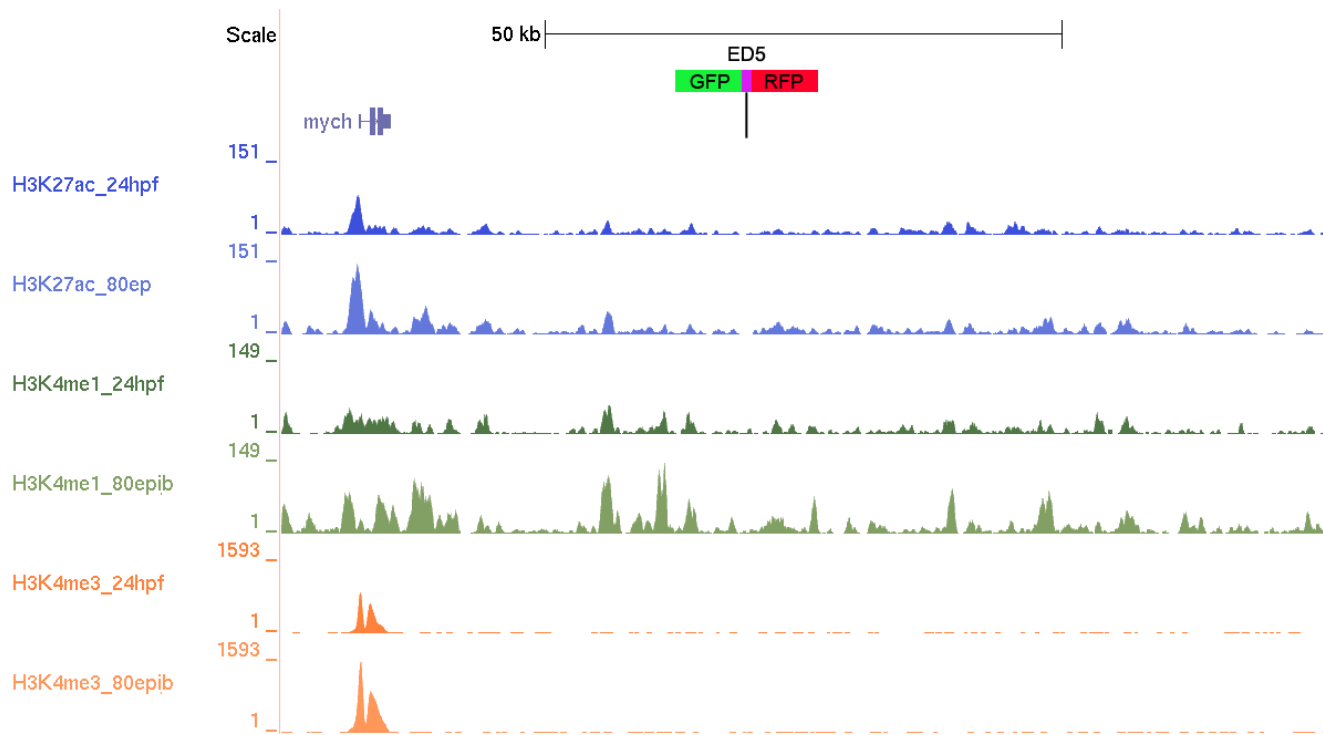 Scale 50 kb
ED5
GFP RFP
mych
151
H3K27ac_24hpf
1
151
H3K27ac_80ep
1
149
H3K4me1_24hpf
1
149
H3K4me1_80epib
1
1593
H3K4me3_24hpf
1
1593
H3K4me3_80epib
1